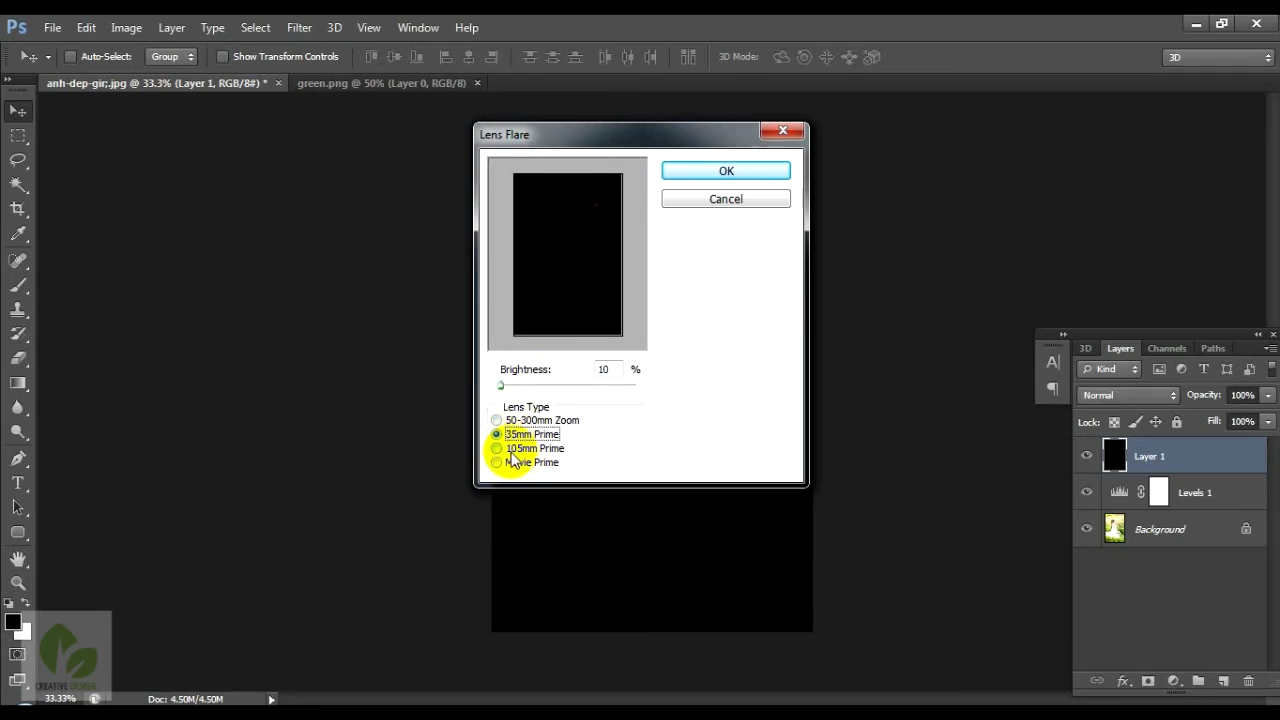 Ps File Edit Image Layer Type Select Filter 3D View Window Help
Auto-Select: Group Show Transform Controls 3D Mode: 3D
anh-dep-gir;.jpg @ 33.3% (Layer 1, RGB/8#) * × green.png @ 50% (Layer 0, RGB/8) ×
Lens Flare
OK
Cancel
Brightness: 10 %
Lens Type
50-300mm Zoom
35mm Prime
105mm Prime
Movie Prime
3D Layers Channels Paths
Kind
Normal Opacity: 100%
Lock: Fill: 100%
Layer 1
Levels 1
Background
CREATIVE DESIGN
33.33% Doc: 4.50M/4.50M